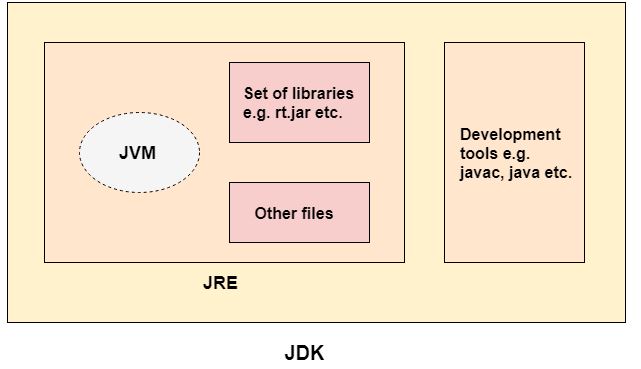 Set of libraries
e.g. rt.jar etc.
JVM
Other files
Development
tools e.g.
javac, java etc.
JRE
JDK